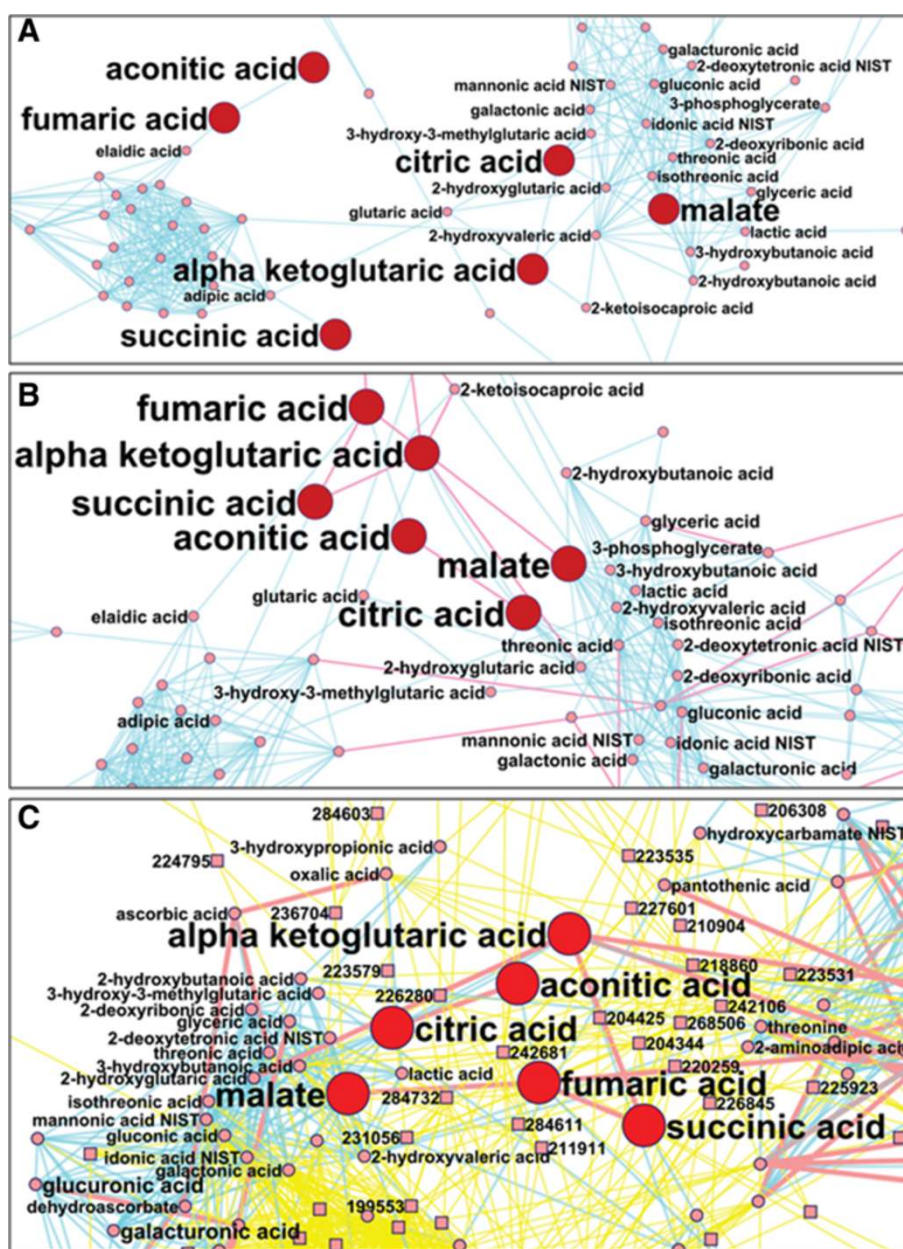 A
aconitic acid
galacturonic acid
2-deoxytetronic acid NIST
mannonic acid NIST
gluconic acid
3-phosphoglycerate
fumaric acid
galactonic acid
idonic acid NIST
3-hydroxy-3-methylglutaric acid
2-deoxyribonic acid
elaidic acid
citric acid
threonic acid
isothreonic acid
2-hydroxyglutaric acid
glyceric acid
glutaric acid
malate
2-hydroxyvaleric acid
lactic acid
3-hydroxybutanoic acid
alpha ketoglutaric acid
2-hydroxybutanoic acid
adipic acid
2-ketoisocaproic acid
succinic acid
B
2-ketoisocaproic acid
fumaric acid
alpha ketoglutaric acid
2-hydroxybutanoic acid
succinic acid
glyceric acid
aconitic acid
3-phosphoglycerate
malate
3-hydroxybutanoic acid
lactic acid
glutaric acid
2-hydroxyvaleric acid
elaidic acid
citric acid
isothreonic acid
threonic acid
2-deoxytetronic acid NIST
2-hydroxyglutaric acid
2-deoxyribonic acid
3-hydroxy-3-methylglutaric acid
gluconic acid
adipic acid
mannonic acid NIST
idonic acid NIST
galactonic acid
galacturonic acid
C
284603
206308
3-hydroxypropionic acid
hydroxycarbamate NIST
224795
223535
oxalic acid
pantothenic acid
ascorbic acid
236704
227601
210904
alpha ketoglutaric acid
218860
223579
223531
2-hydroxybutanoic acid
aconitic acid
3-hydroxy-3-methylglutaric acid
226280
242106
2-deoxyribonic acid
204425
268506
threonine
glyceric acid
citric acid
2-deoxytetronic acid NIST
204344
2-aminoadipic acid
threonic acid
242681
3-hydroxybutanoic acid
220259
2-hydroxyglutaric acid
lactic acid
fumaric acid
225923
malate
284732
226845
isothreonic acid
mannonic acid NIST
284611
succinic acid
gluconic acid
231056
211911
idonic acid NIST
2-hydroxyvaleric acid
galactonic acid
glucuronic acid
dehydroascorbate
199553
galacturonic acid